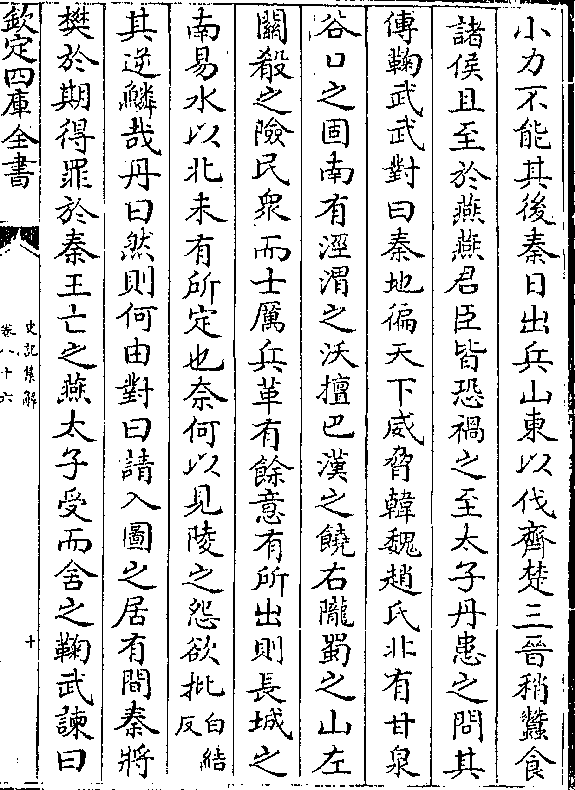 小力不能其後秦日出兵山東以伐齊楚三晉稍蠶食
諸侯且至於燕燕君臣皆恐禍之至太子丹患之問其
傅鞠武武對曰秦地徧天下威脅韓魏趙氏北有甘泉
谷口之固南有涇渭之沃擅巴漢之饒右隴蜀之山左
關殽之險民衆而士厲兵革有餘意有所出則長城之
南易水以北未有所定也奈何以見陵之怨欲批白結反
其逆鱗哉丹曰然則何由對曰請入圖之居有間秦將
樊於期得罪於秦王亡之燕太子受而舍之鞠武諫曰
欽定四庫全書
史記集解
卷八十六
十